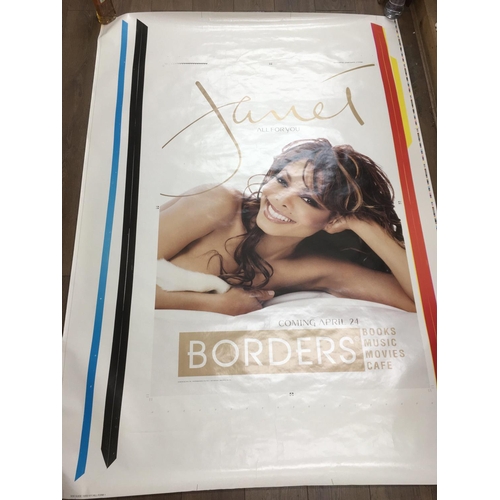 Janet
ALL FOR YOU
COMING APRIL 24
BORDERS
BOOKS
MUSIC
MOVIES
CAFE